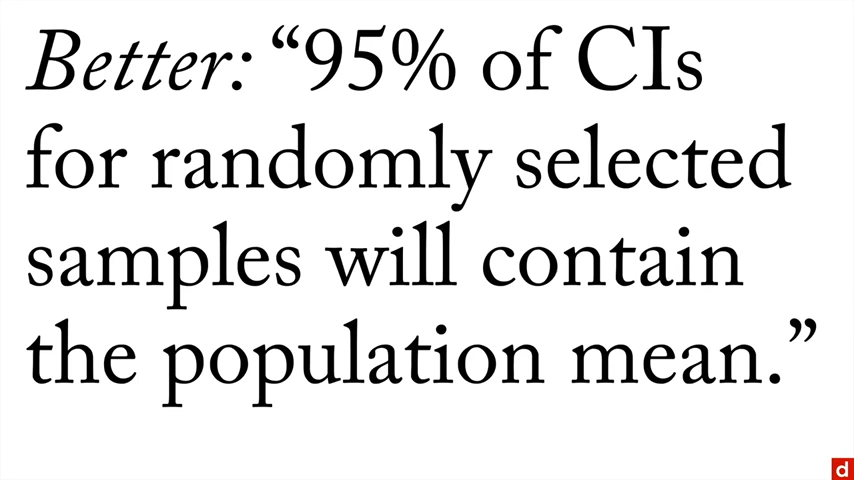 Better: “95% of CIs
for randomly selected
samples will contain
the population mean.”
d